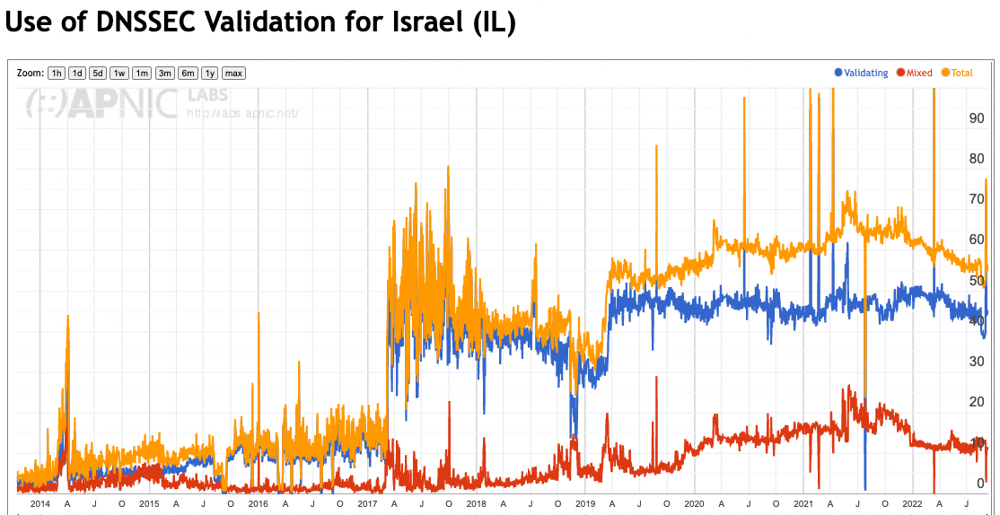 Use of DNSSEC Validation for Israel (IL)
Zoom: 1h 1d 5d 1w 1m 3m 6m 1y max
Validating Mixed Total
(::)APNIC LABS
http://labs.apnic.net/
90
80
70
60
50
40
30
20
10
0
2014 A J O 2015 A J O 2016 A J O 2017 A J O 2018 A J O 2019 A J O 2020 A J O 2021 A J O 2022 A J